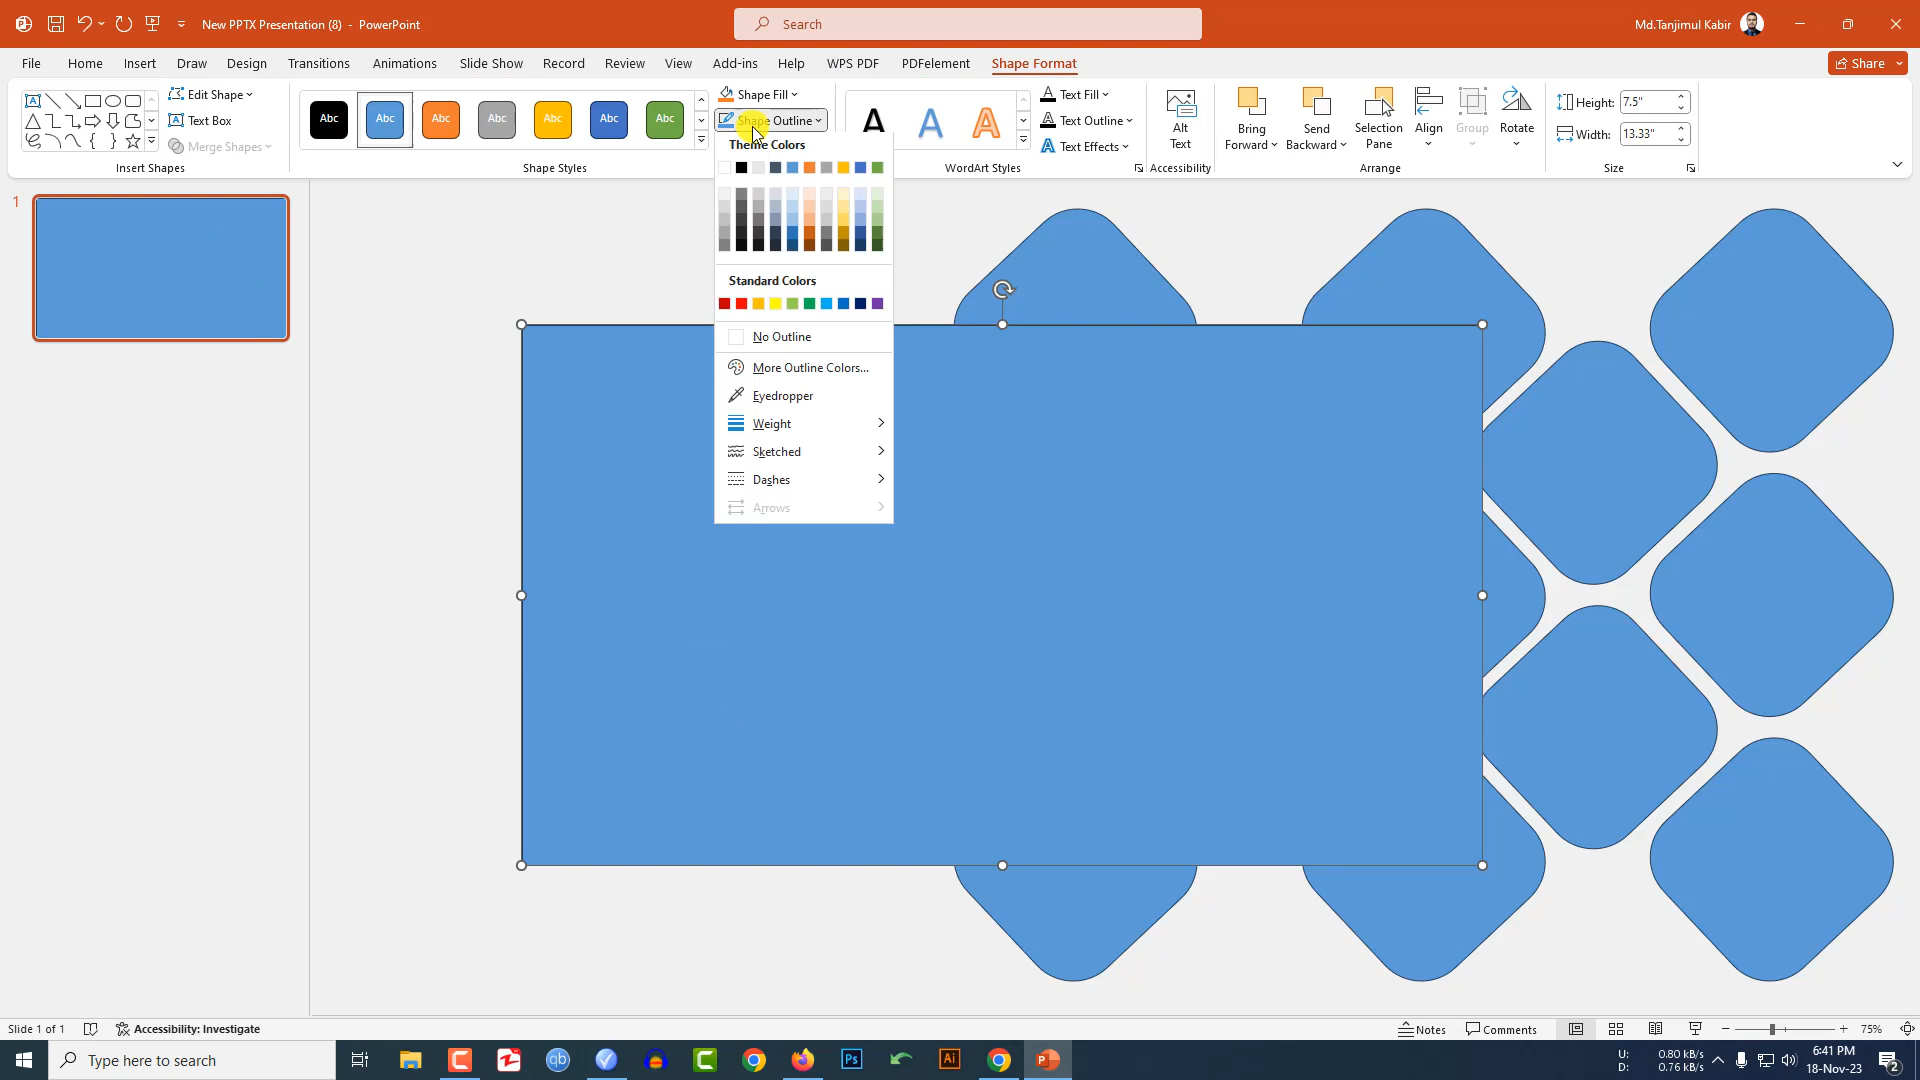 New PPTX Presentation (8) - PowerPoint
Search
Md.Tanjimul Kabir
File Home Insert Draw Design Transitions Animations Slide Show Record Review View Add-ins Help WPS PDF PDFelement Shape Format
Share
Edit Shape
Text Box
Merge Shapes
Insert Shapes
Abc Abc Abc Abc Abc Abc Abc
Shape Styles
Shape Fill
Shape Outline
A A A
WordArt Styles
Text Fill
Text Outline
Text Effects
Alt Text
Accessibility
Bring Forward
Send Backward
Selection Pane
Align
Group
Rotate
Arrange
Height: 7.5"
Width: 13.33"
Size
Theme Colors
Standard Colors
No Outline
More Outline Colors...
Eyedropper
Weight
Sketched
Dashes
Arrows
1
Slide 1 of 1
Accessibility: Investigate
Notes
Comments
75%
Type here to search
qb
Ps
Ai
U: 0.80 kB/s
D: 0.76 kB/s
6:41 PM
18-Nov-23
2